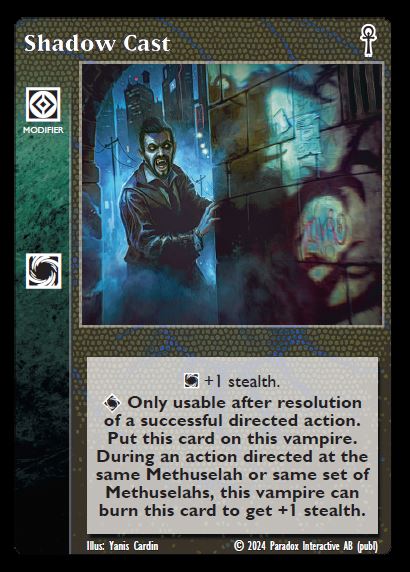 Shadow Cast
MODIFIER
+1 stealth.
Only usable after resolution
of a successful directed action.
Put this card on this vampire.
During an action directed at the
same Methuselah or same set of
Methuselahs, this vampire can
burn this card to get +1 stealth.
Illus: Yanis Cardin © 2024 Paradox Interactive AB (publ)